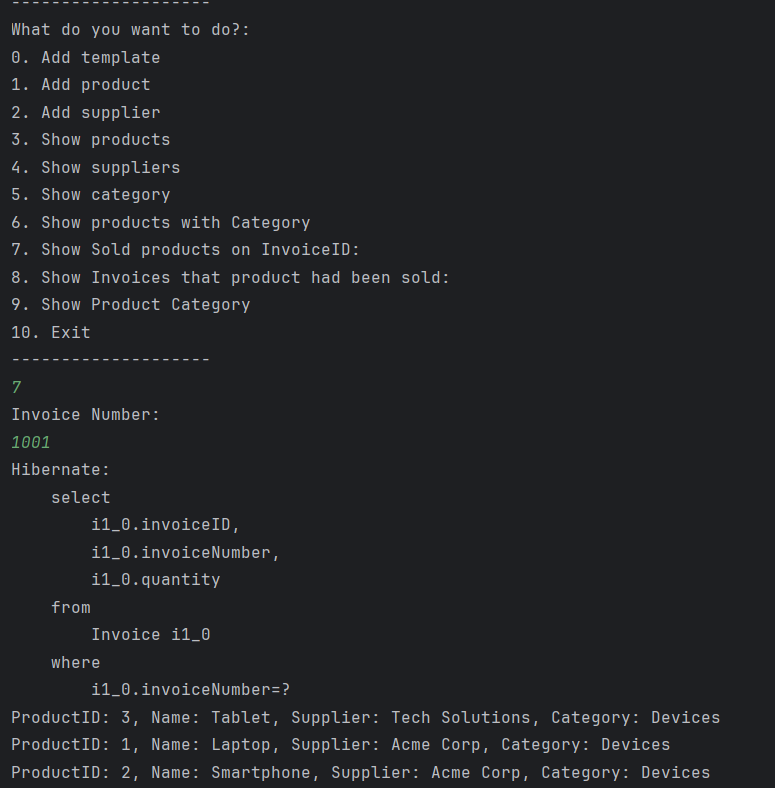 --------------------
What do you want to do?:
0. Add template
1. Add product
2. Add supplier
3. Show products
4. Show suppliers
5. Show category
6. Show products with Category
7. Show Sold products on InvoiceID:
8. Show Invoices that product had been sold:
9. Show Product Category
10. Exit
--------------------
7
Invoice Number:
1001
Hibernate:
    select
        i1_0.invoiceID,
        i1_0.invoiceNumber,
        i1_0.quantity
    from
        Invoice i1_0
    where
        i1_0.invoiceNumber=?
ProductID: 3, Name: Tablet, Supplier: Tech Solutions, Category: Devices
ProductID: 1, Name: Laptop, Supplier: Acme Corp, Category: Devices
ProductID: 2, Name: Smartphone, Supplier: Acme Corp, Category: Devices